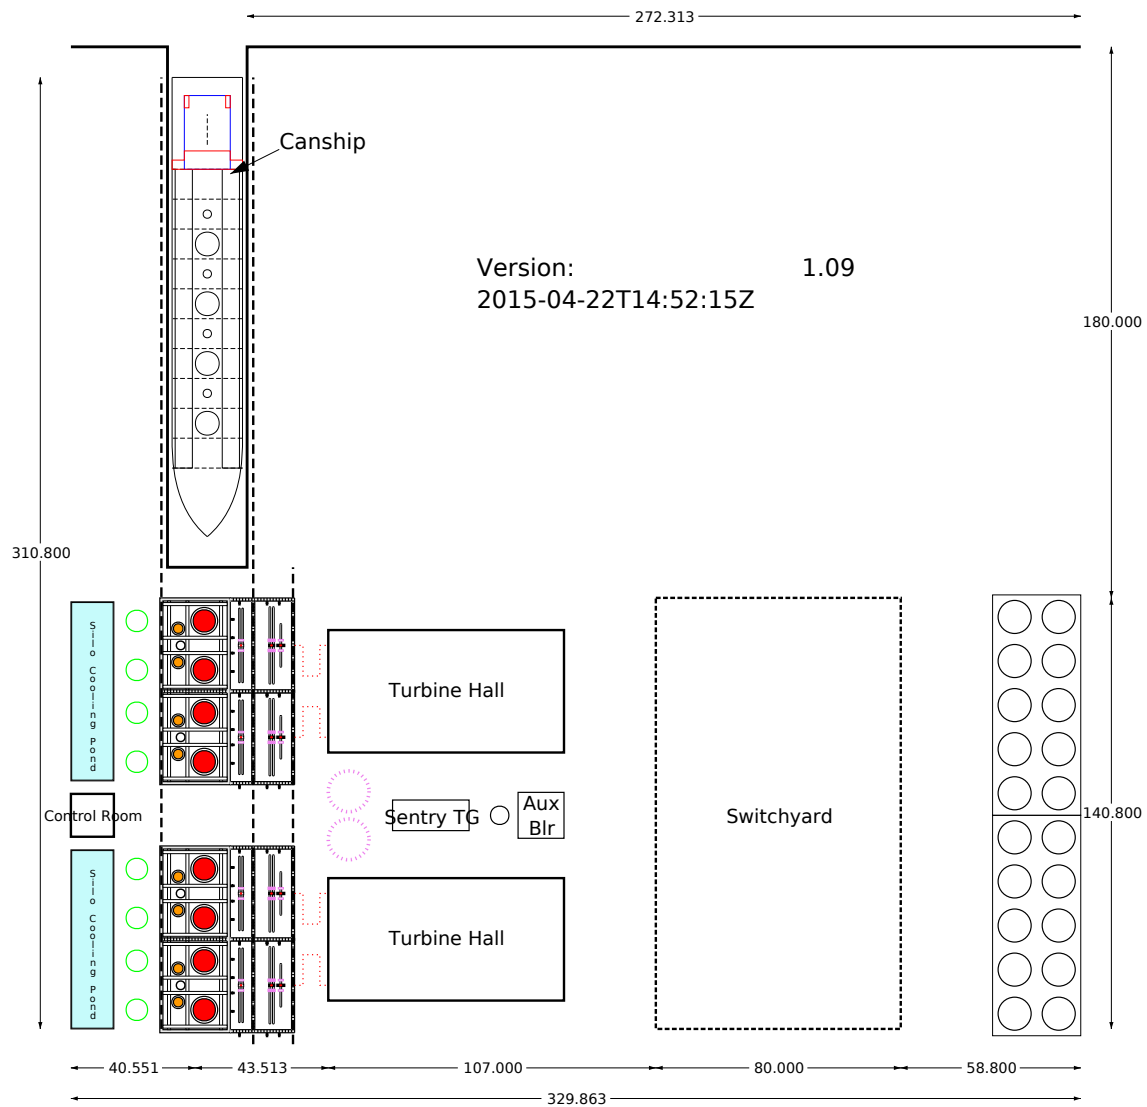 272.313
Canship
Version: 1.09
2015-04-22T14:52:15Z
180.000
310.800
Silo Cooling Pond
Turbine Hall
Control Room
Sentry TG
Aux
Blr
Switchyard
140.800
Silo Cooling Pond
Turbine Hall
40.551
43.513
107.000
80.000
58.800
329.863